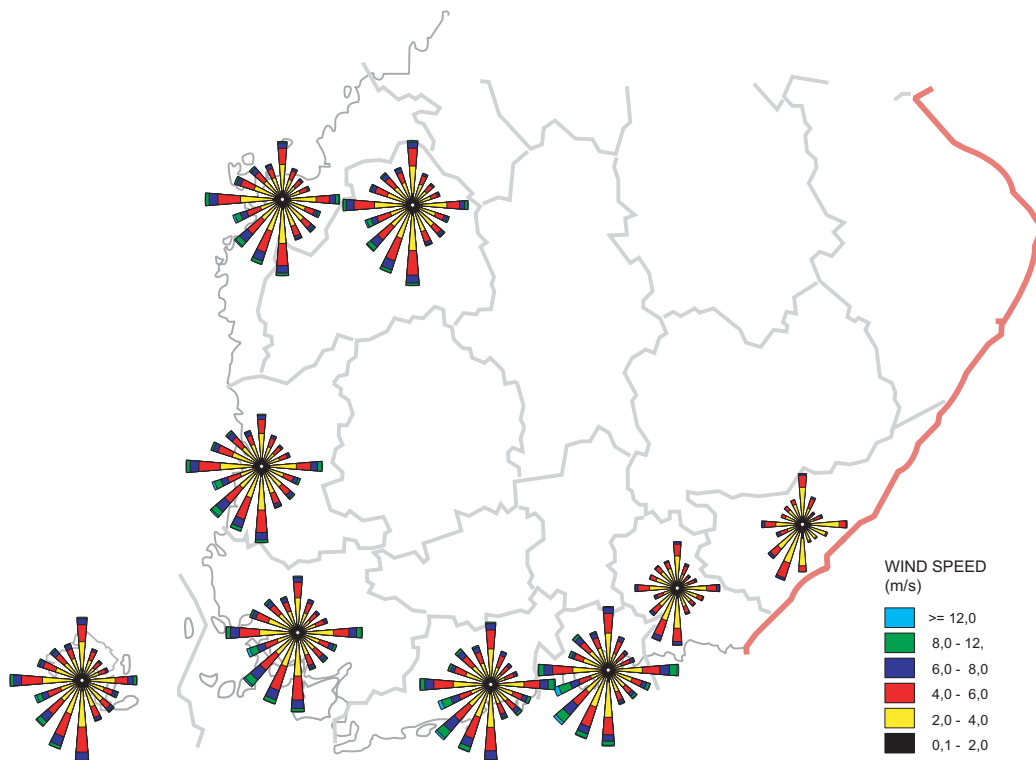 WIND SPEED
(m/s)
>= 12,0
8,0 - 12,
6,0 - 8,0
4,0 - 6,0
2,0 - 4,0
0,1 - 2,0